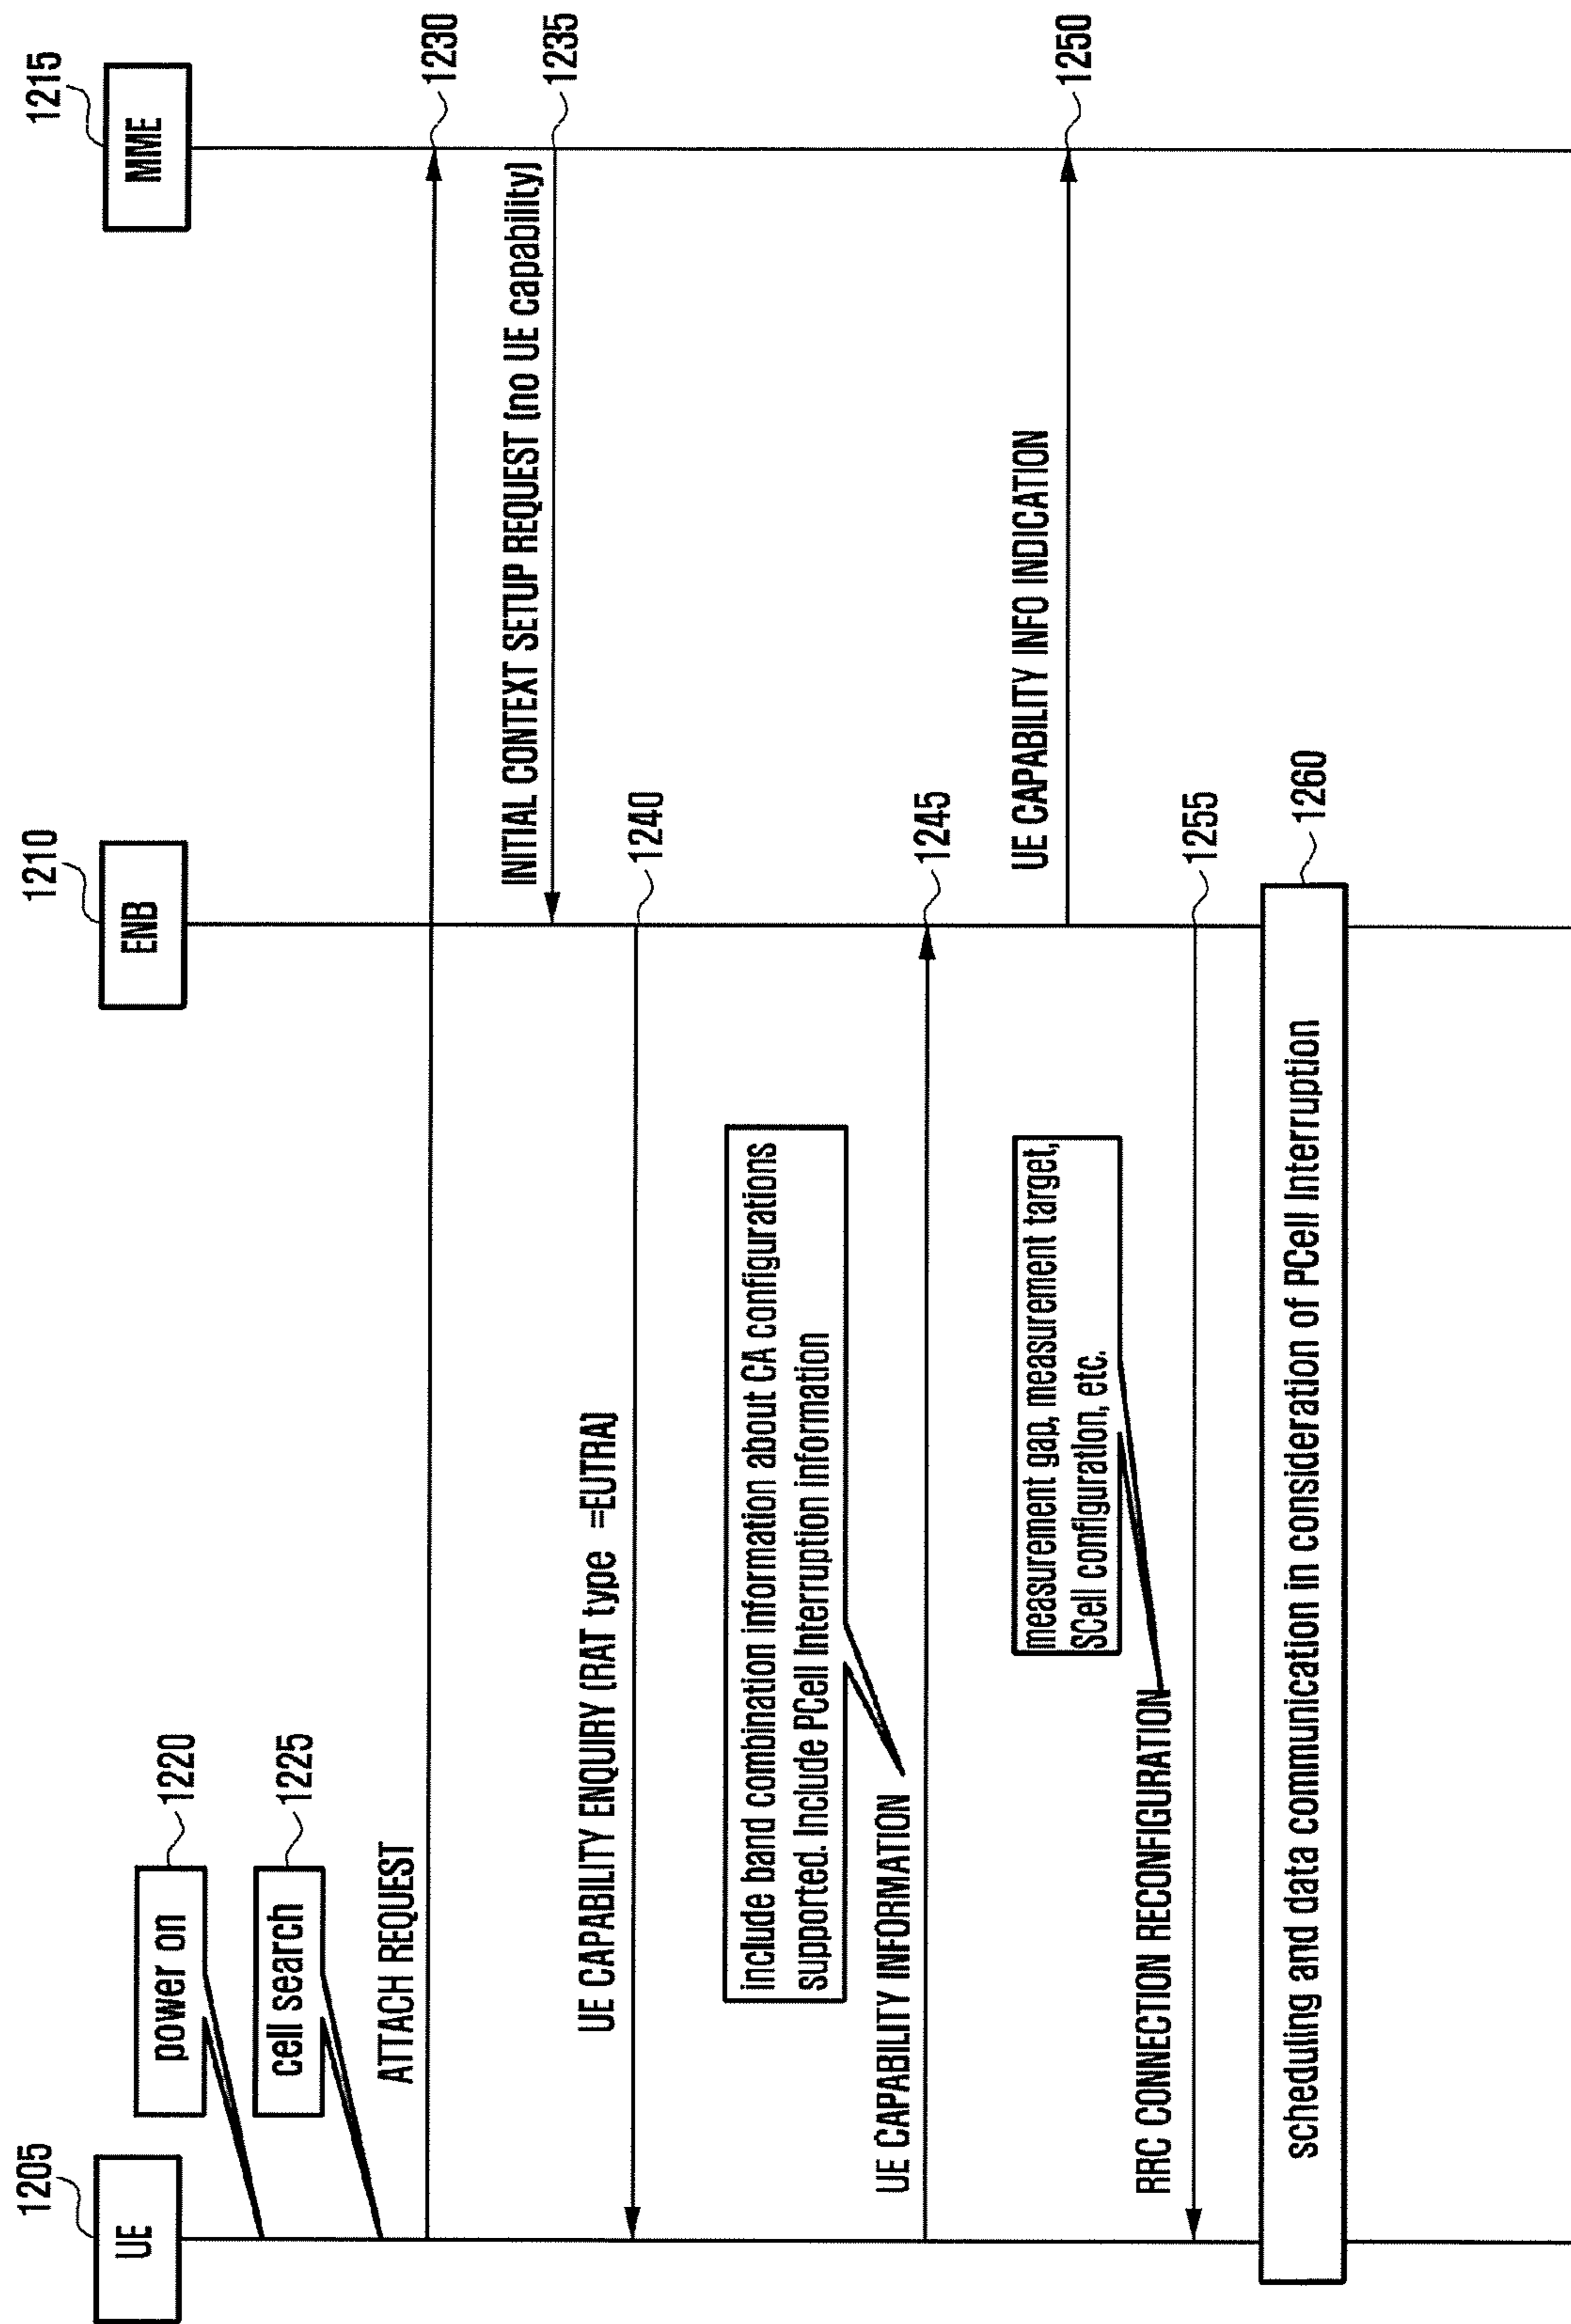 1205
UE
1210
ENB
1215
MME
power on
1220
cell search
1225
ATTACH REQUEST
1230
INITIAL CONTEXT SETUP REQUEST (no UE capability)
1235
UE CAPABILITY ENQUIRY (RAT type =EUTRA)
1240
include band combination information about CA configurations
supported. Include PCell Interruption information
UE CAPABILITY INFORMATION
1245
UE CAPABILITY INFO INDICATION
1250
measurement gap, measurement target,
SCell configuration, etc.
RRC CONNECTION RECONFIGURATION
1255
scheduling and data communication in consideration of PCell Interruption
1260